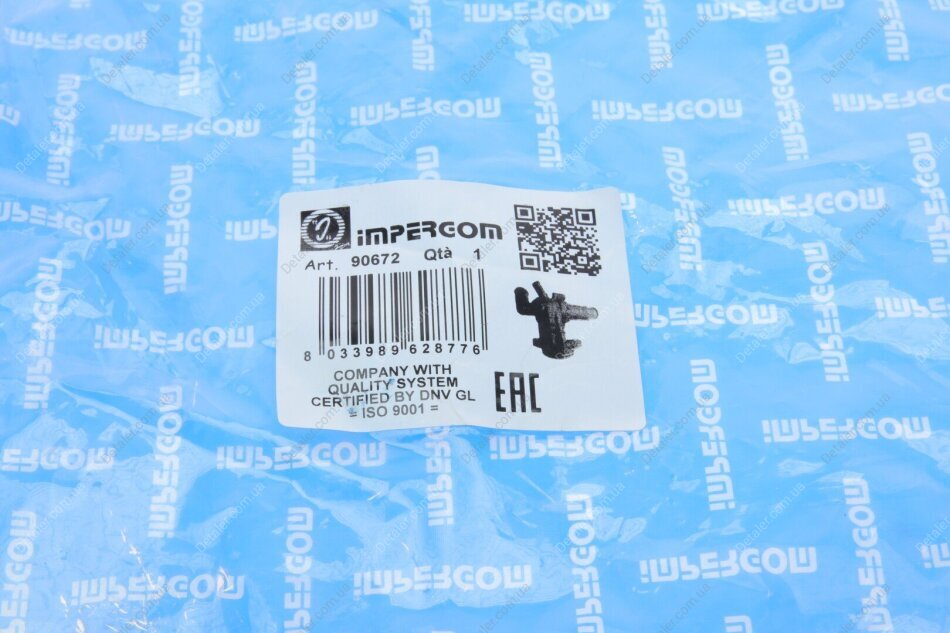 IMPERGOM
Art. 90672 Qtà 1
8 033989 628776
COMPANY WITH
QUALITY SYSTEM
CERTIFIED BY DNV GL
= ISO 9001 =
EAC